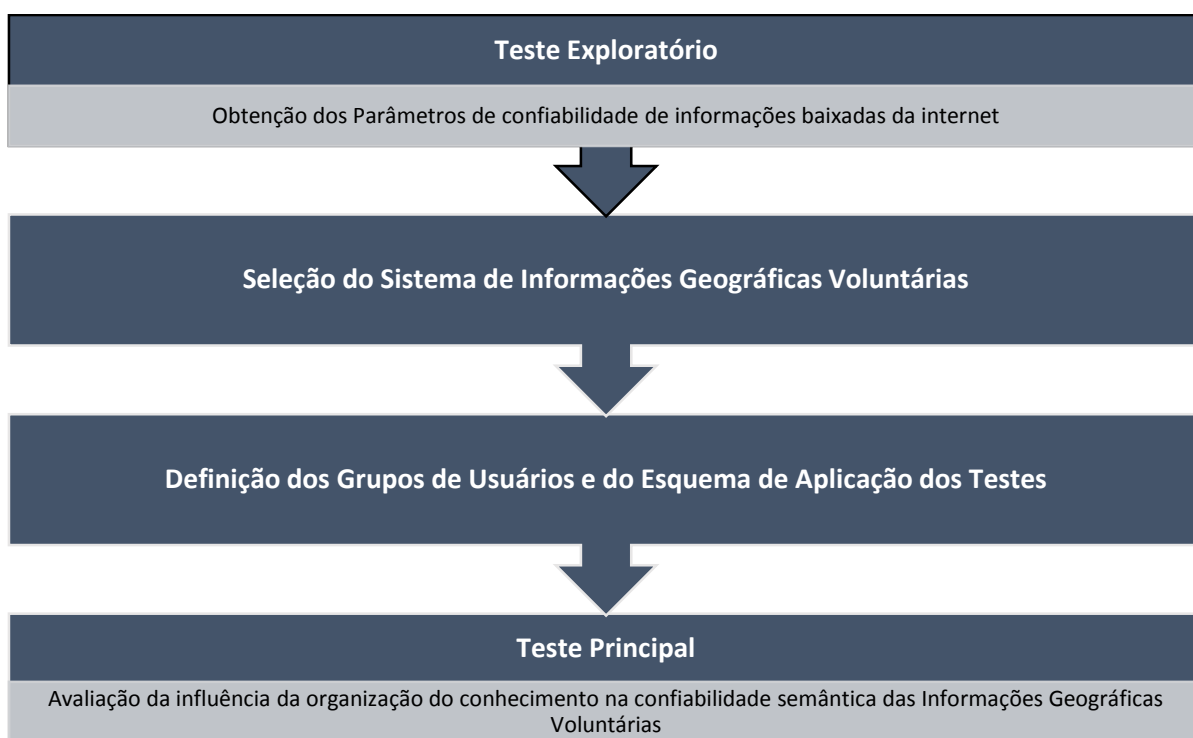 Teste Exploratório
Obtenção dos Parâmetros de confiabilidade de informações baixadas da internet
Seleção do Sistema de Informações Geográficas Voluntárias
Definição dos Grupos de Usuários e do Esquema de Aplicação dos Testes
Teste Principal
Avaliação da influência da organização do conhecimento na confiabilidade semântica das Informações Geográficas
Voluntárias